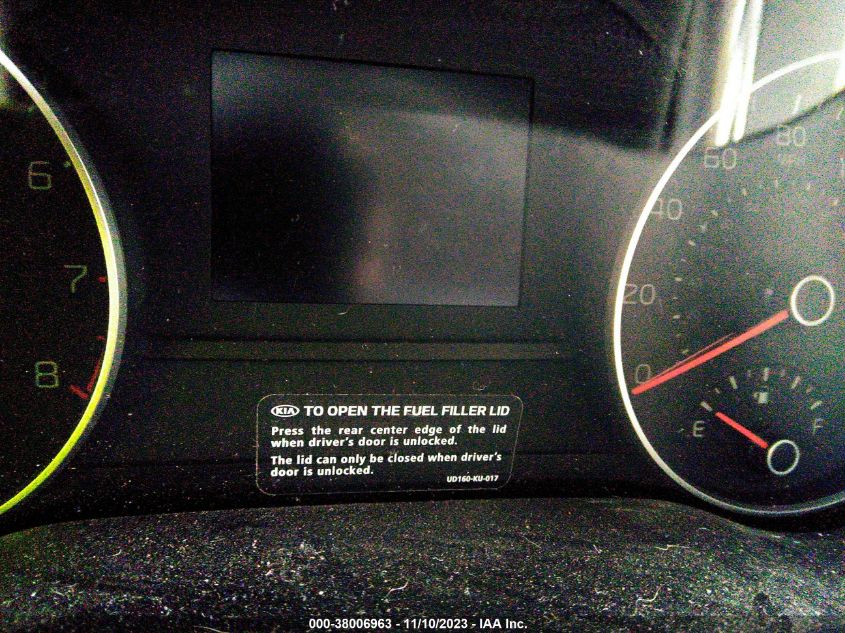 6
7
8
80
60
40
20
0
E
F
KIA TO OPEN THE FUEL FILLER LID
Press the rear center edge of the lid
when driver's door is unlocked.
The lid can only be closed when driver's
door is unlocked.
UD160-KU-017
000-38006963 - 11/10/2023 - IAA Inc.